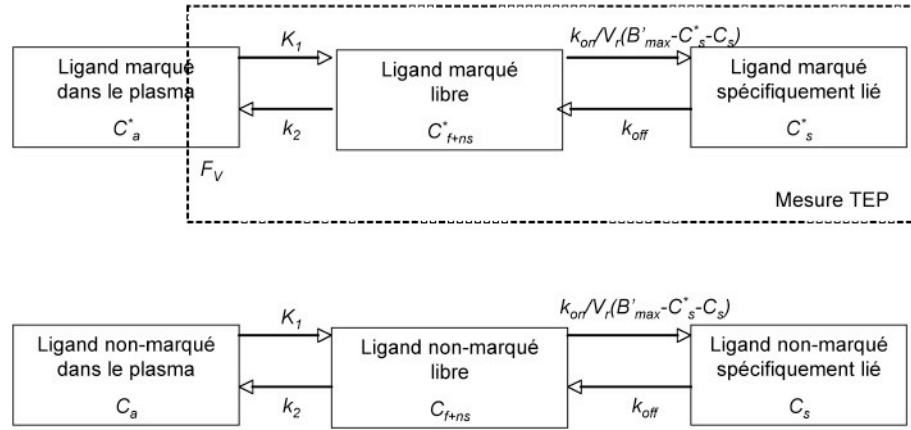 K1
kon/Vr(B'max-C*s-Cs)
Ligand marqué
dans le plasma
C*a
Ligand marqué
libre
C*f+ns
Ligand marqué
spécifiquement lié
C*s
k2
koff
FV
Mesure TEP
K1
kon/Vr(B'max-C*s-Cs)
Ligand non-marqué
dans le plasma
Ca
Ligand non-marqué
libre
Cf+ns
Ligand non-marqué
spécifiquement lié
Cs
k2
koff